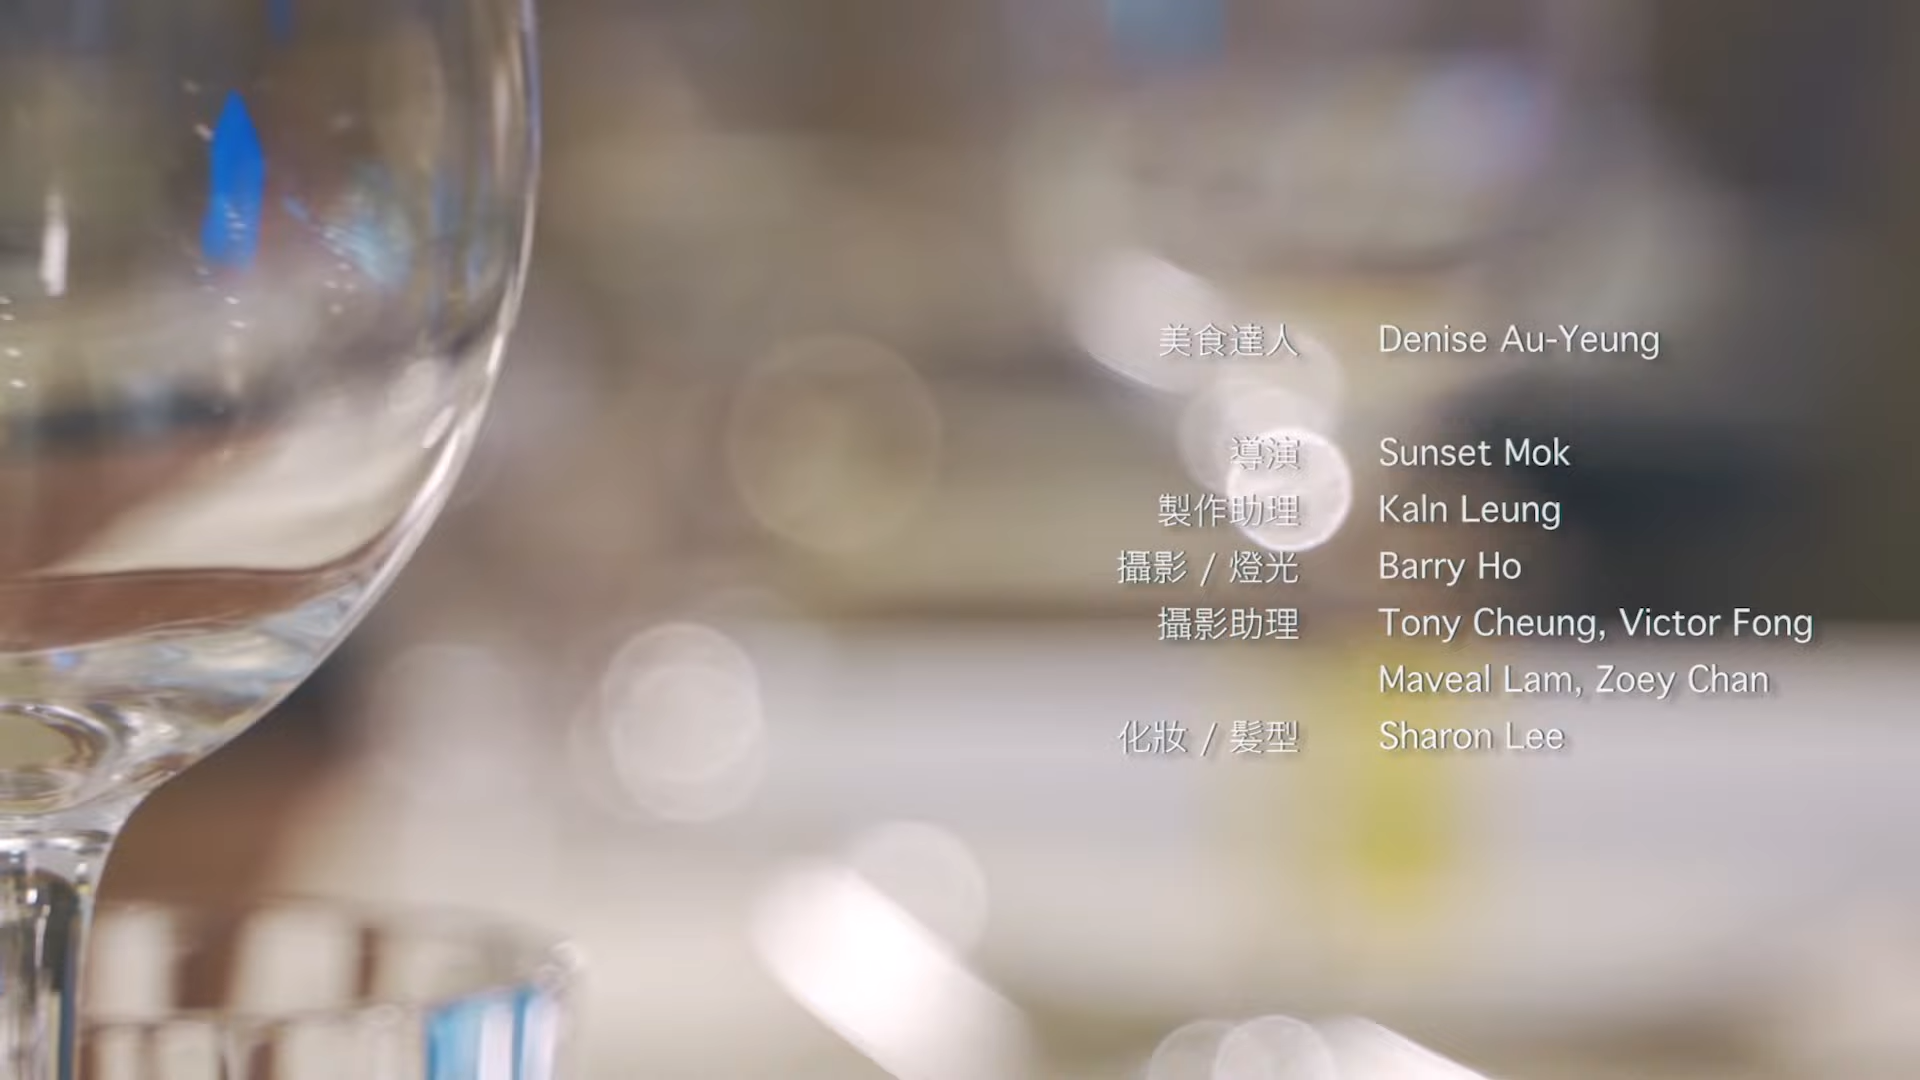 美食達人 Denise Au-Yeung
導演 Sunset Mok
製作助理 Kaln Leung
攝影 / 燈光 Barry Ho
攝影助理 Tony Cheung, Victor Fong
Maveal Lam, Zoey Chan
化妝 / 髮型 Sharon Lee